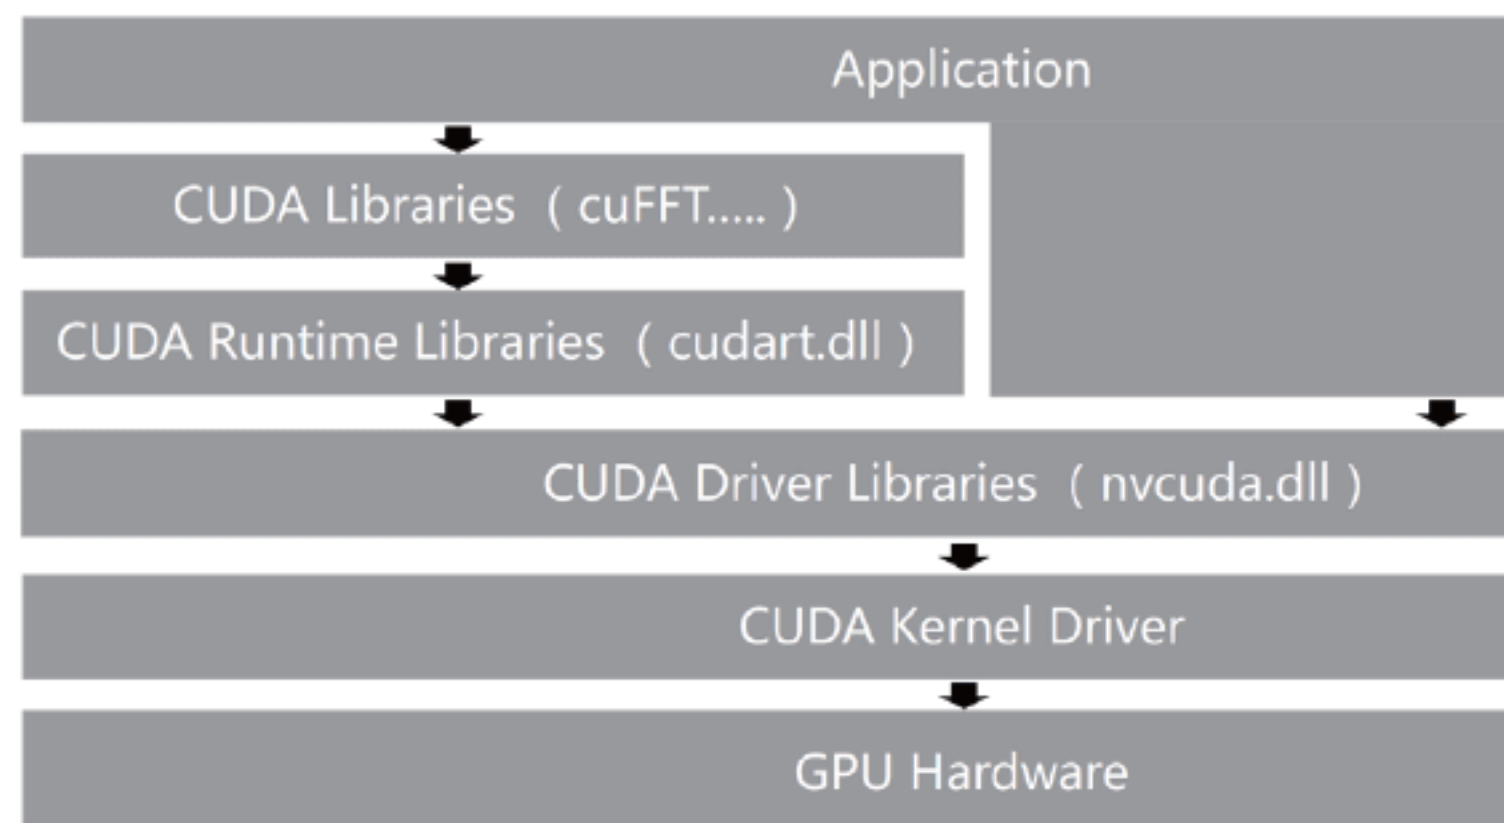 Application
CUDA Libraries ( cuFFT..... )
CUDA Runtime Libraries ( cudart.dll )
CUDA Driver Libraries ( nvcuda.dll )
CUDA Kernel Driver
GPU Hardware